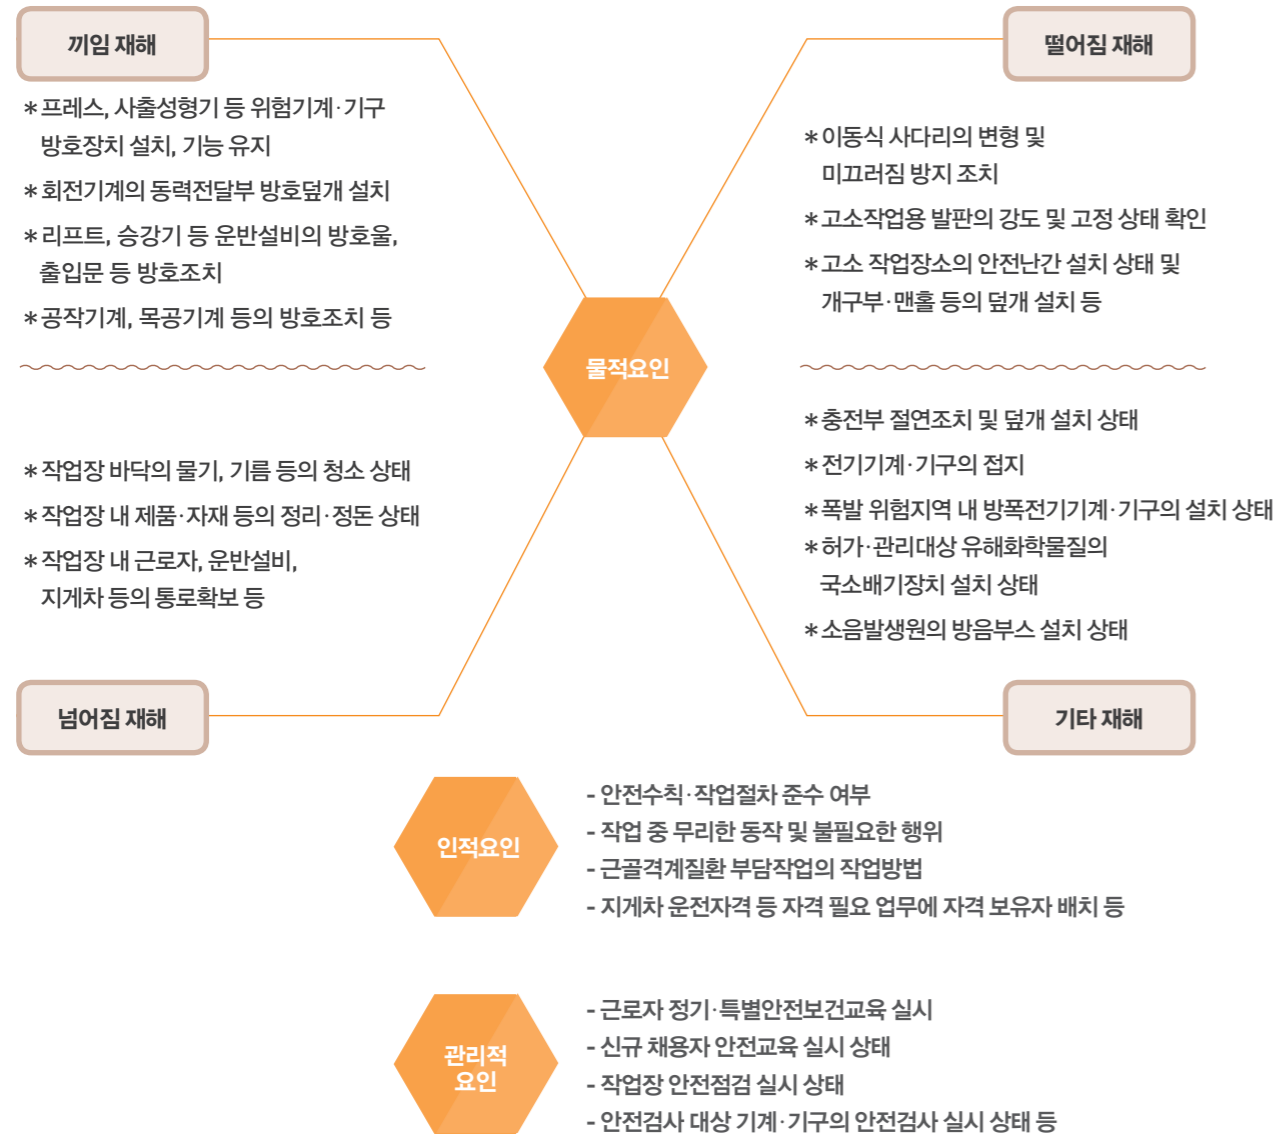 끼임 재해
* 프레스, 사출성형기 등 위험기계·기구
방호장치 설치, 기능 유지
* 회전기계의 동력전달부 방호덮개 설치
* 리프트, 승강기 등 운반설비의 방호울,
출입문 등 방호조치
* 공작기계, 목공기계 등의 방호조치 등
떨어짐 재해
* 이동식 사다리의 변형 및
미끄러짐 방지 조치
* 고소작업용 발판의 강도 및 고정 상태 확인
* 고소 작업장소의 안전난간 설치 상태 및
개구부·맨홀 등의 덮개 설치 등
물적요인
* 작업장 바닥의 물기, 기름 등의 청소 상태
* 작업장 내 제품·자재 등의 정리·정돈 상태
* 작업장 내 근로자, 운반설비,
지게차 등의 통로확보 등
넘어짐 재해
* 충전부 절연조치 및 덮개 설치 상태
* 전기기계·기구의 접지
* 폭발 위험지역 내 방폭전기기계·기구의 설치 상태
* 허가·관리대상 유해화학물질의
국소배기장치 설치 상태
* 소음발생원의 방음부스 설치 상태
기타 재해
인적요인
- 안전수칙·작업절차 준수 여부
- 작업 중 무리한 동작 및 불필요한 행위
- 근골격계질환 부담작업의 작업방법
- 지게차 운전자격 등 자격 필요 업무에 자격 보유자 배치 등
관리적
요인
- 근로자 정기·특별안전보건교육 실시
- 신규 채용자 안전교육 실시 상태
- 작업장 안전점검 실시 상태
- 안전검사 대상 기계·기구의 안전검사 실시 상태 등